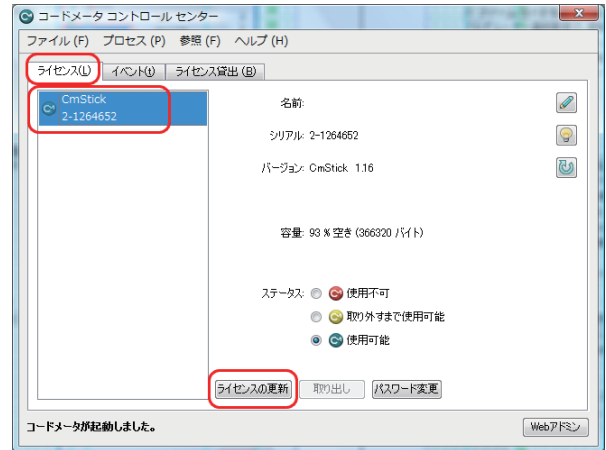 コードメータ コントロール センター
ファイル (F) プロセス (P) 参照 (F) ヘルプ (H)
ライセンス(L) イベント(t) ライセンス貸出 (B)
CmStick
2-1264652
名前:
シリアル: 2-1264652
バージョン: CmStick 1.16
容量: 93 % 空き (366320 バイト)
ステータス: 使用不可
取り外すまで使用可能
使用可能
ライセンスの更新 取り出し パスワード変更
コードメータが起動しました。 Webアドミン